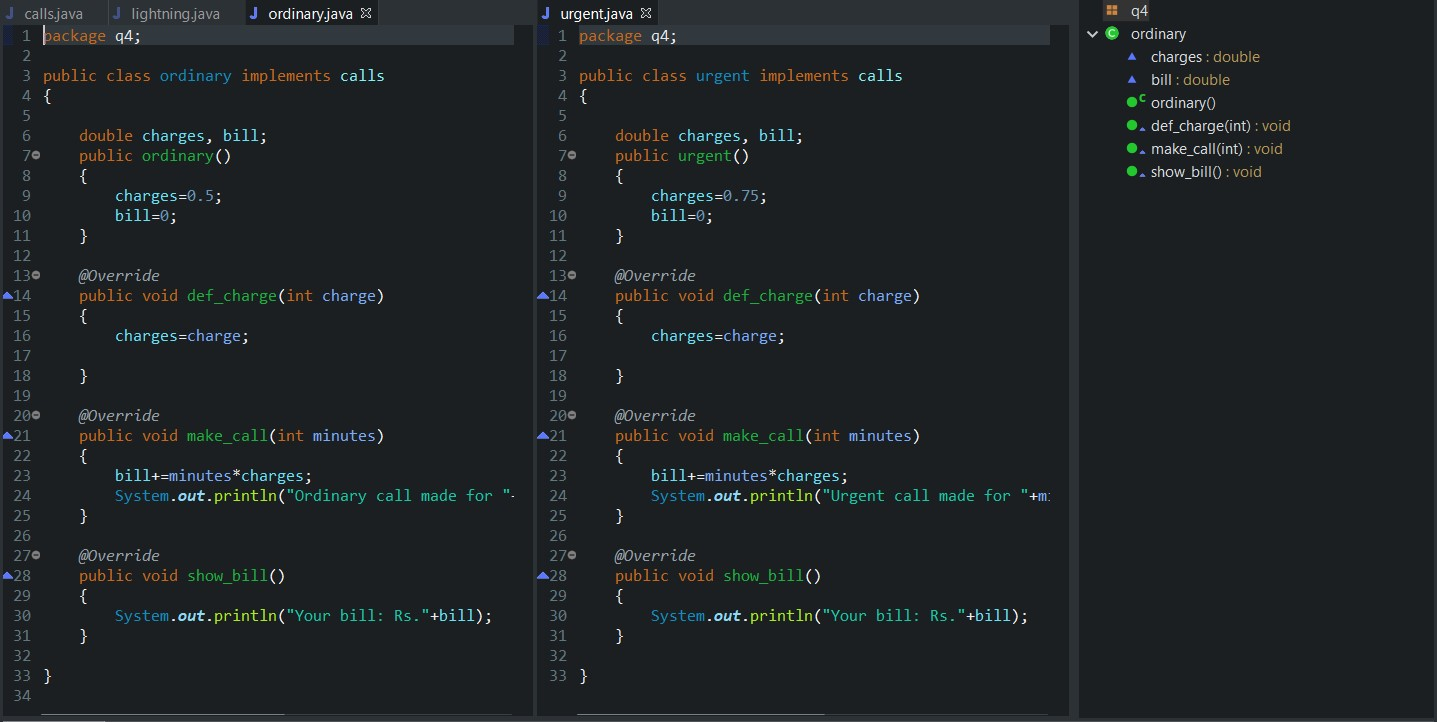 calls.java lightning.java ordinary.java
1 package q4;
2
3 public class ordinary implements calls
4 {
5
6 double charges, bill;
7 public ordinary()
8 {
9 charges=0.5;
10 bill=0;
11 }
12
13 @Override
14 public void def_charge(int charge)
15 {
16 charges=charge;
17
18 }
19
20 @Override
21 public void make_call(int minutes)
22 {
23 bill+=minutes*charges;
24 System.out.println("Ordinary call made for "
25 }
26
27 @Override
28 public void show_bill()
29 {
30 System.out.println("Your bill: Rs."+bill);
31 }
32
33 }
34
urgent.java
1 package q4;
2
3 public class urgent implements calls
4 {
5
6 double charges, bill;
7 public urgent()
8 {
9 charges=0.75;
10 bill=0;
11 }
12
13 @Override
14 public void def_charge(int charge)
15 {
16 charges=charge;
17
18 }
19
20 @Override
21 public void make_call(int minutes)
22 {
23 bill+=minutes*charges;
24 System.out.println("Urgent call made for "+m
25 }
26
27 @Override
28 public void show_bill()
29 {
30 System.out.println("Your bill: Rs."+bill);
31 }
32
33 }
q4
ordinary
charges : double
bill : double
ordinary()
def_charge(int) : void
make_call(int) : void
show_bill() : void